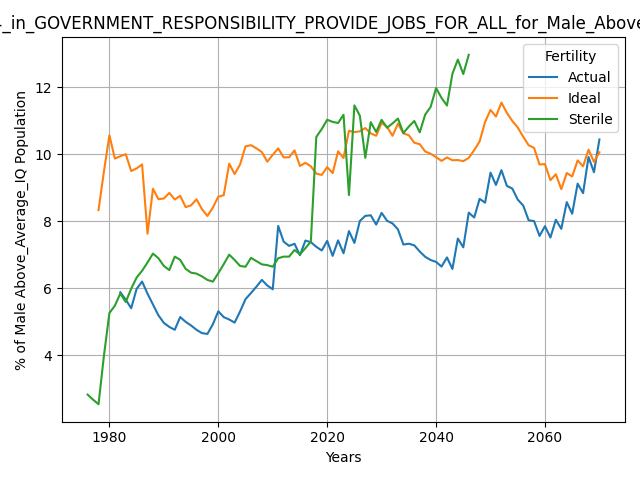 _in_GOVERNMENT_RESPONSIBILITY_PROVIDE_JOBS_FOR_ALL_for_Male_Above
Fertility
Actual
Ideal
Sterile
% of Male Above_Average_IQ Population
12
10
8
6
4
1980 2000 2020 2040 2060
Years